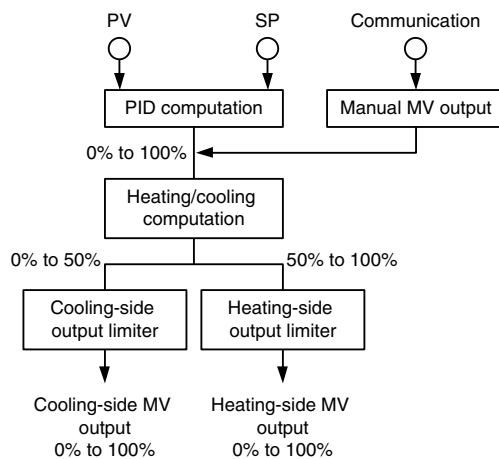 PV
SP
Communication
PID computation
Manual MV output
0% to 100%
Heating/cooling
computation
0% to 50%
50% to 100%
Cooling-side
output limiter
Heating-side
output limiter
Cooling-side MV
output
0% to 100%
Heating-side MV
output
0% to 100%